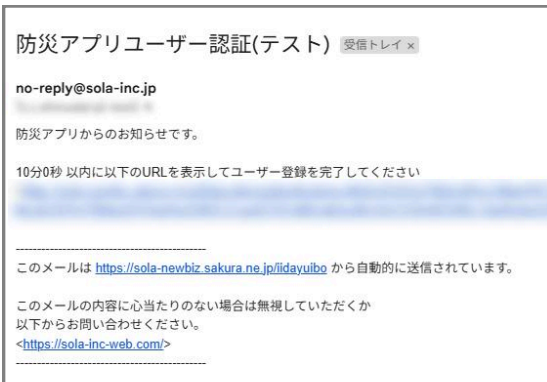 防災アプリユーザー認証(テスト) 受信トレイ ×
no-reply@sola-inc.jp
防災アプリからのお知らせです。
10分0秒 以内に以下のURLを表示してユーザー登録を完了してください
----------------------------------------
このメールは https://sola-newbiz.sakura.ne.jp/iidayuibo から自動的に送信されています。
このメールの内容に心当たりのない場合は無視していただくか
以下からお問い合わせください。
<https://sola-inc-web.com/>
----------------------------------------